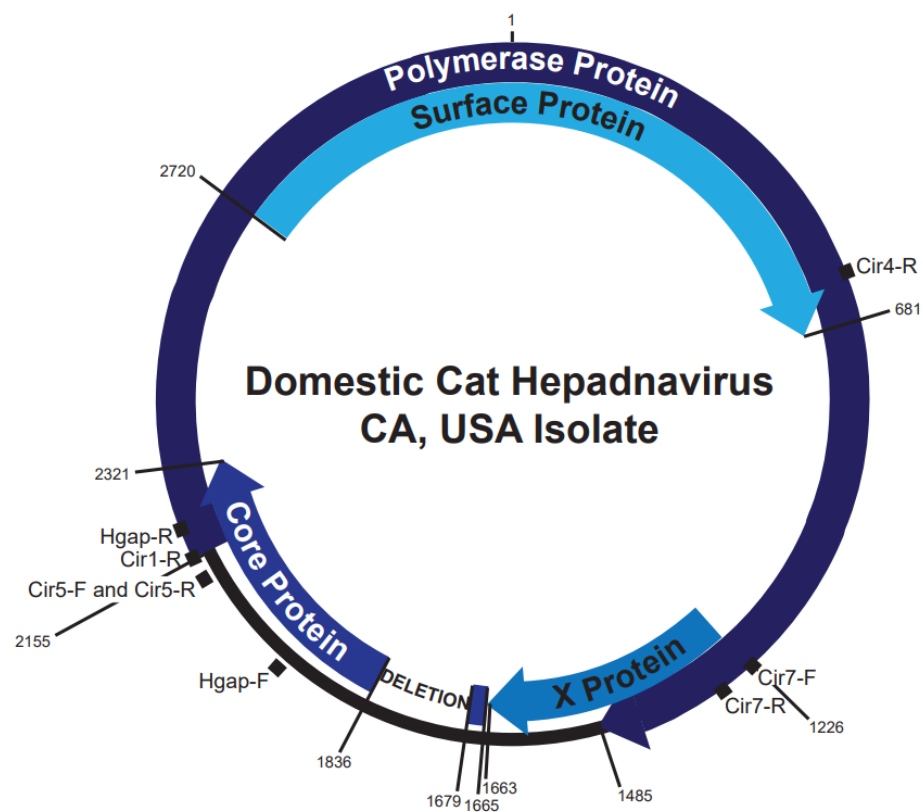 1
Polymerase Protein
Surface Protein
2720
Cir4-R
681
Domestic Cat Hepadnavirus
CA, USA Isolate
2321
Core Protein
Hgap-R
Cir1-R
Cir5-F and Cir5-R
2155
Hgap-F
DELETION
X Protein
Cir7-F
Cir7-R
1226
1836
1679
1665
1663
1485